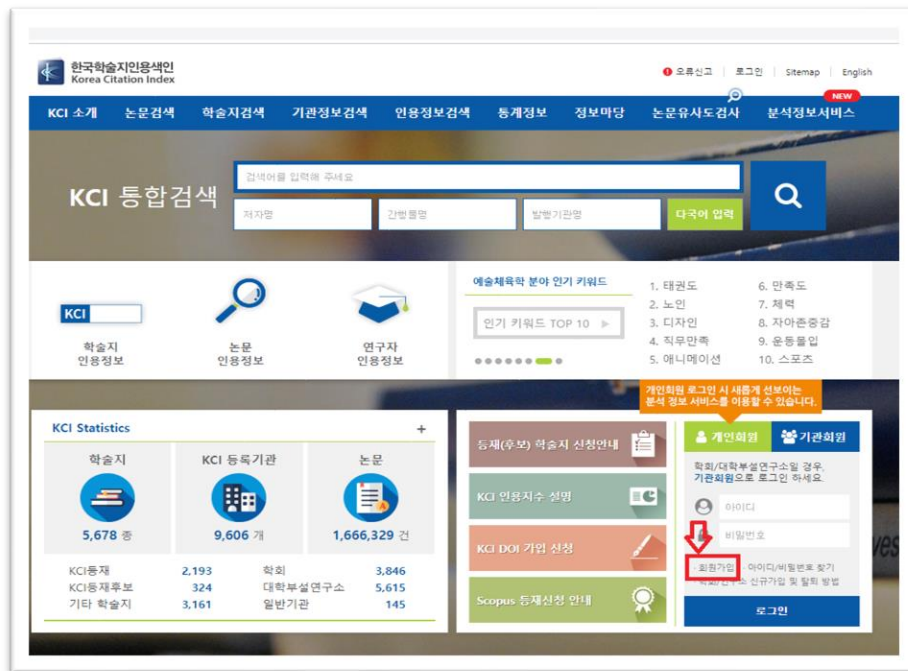 한국학술지인용색인
Korea Citation Index
오류신고 로그인 Sitemap English
NEW
KCI 소개 논문검색 학술지검색 기관정보검색 인용정보검색 통계정보 정보마당 논문유사도검사 분석정보서비스
KCI 통합검색
검색어를 입력해 주세요
저자명 간행물명 발행기관명 다국어 입력
KCI
학술지
인용정보
논문
인용정보
연구자
인용정보
예술체육학 분야 인기 키워드
인기 키워드 TOP 10
1. 태권도
2. 노인
3. 디자인
4. 직무만족
5. 애니메이션
6. 만족도
7. 체력
8. 자아존중감
9. 운동몰입
10. 스포츠
개인회원 로그인 시 새롭게 선보이는
분석 정보 서비스를 이용할 수 있습니다.
KCI Statistics +
학술지 KCI 등록기관 논문
5,678 종 9,606 개 1,666,329 건
KCI등재 2,193 학회 3,846
KCI등재후보 324 대학부설연구소 5,615
기타 학술지 3,161 일반기관 145
등재(후보) 학술지 신청안내
KCI 인용지수 설명
KCI DOI 가입 신청
Scopus 등재신청 안내
개인회원 기관회원
학회/대학부설연구소일 경우,
기관회원으로 로그인 하세요.
아이디
비밀번호
· 회원가입 · 아이디/비밀번호 찾기
신규가입 및 탈퇴 방법
로그인